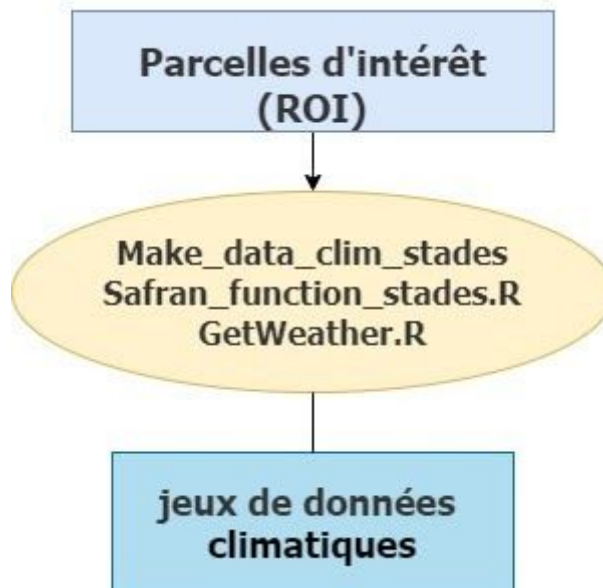 Parcelles d'intérêt
(ROI)
Make_data_clim_stades
Safran_function_stades.R
GetWeather.R
jeux de données
climatiques